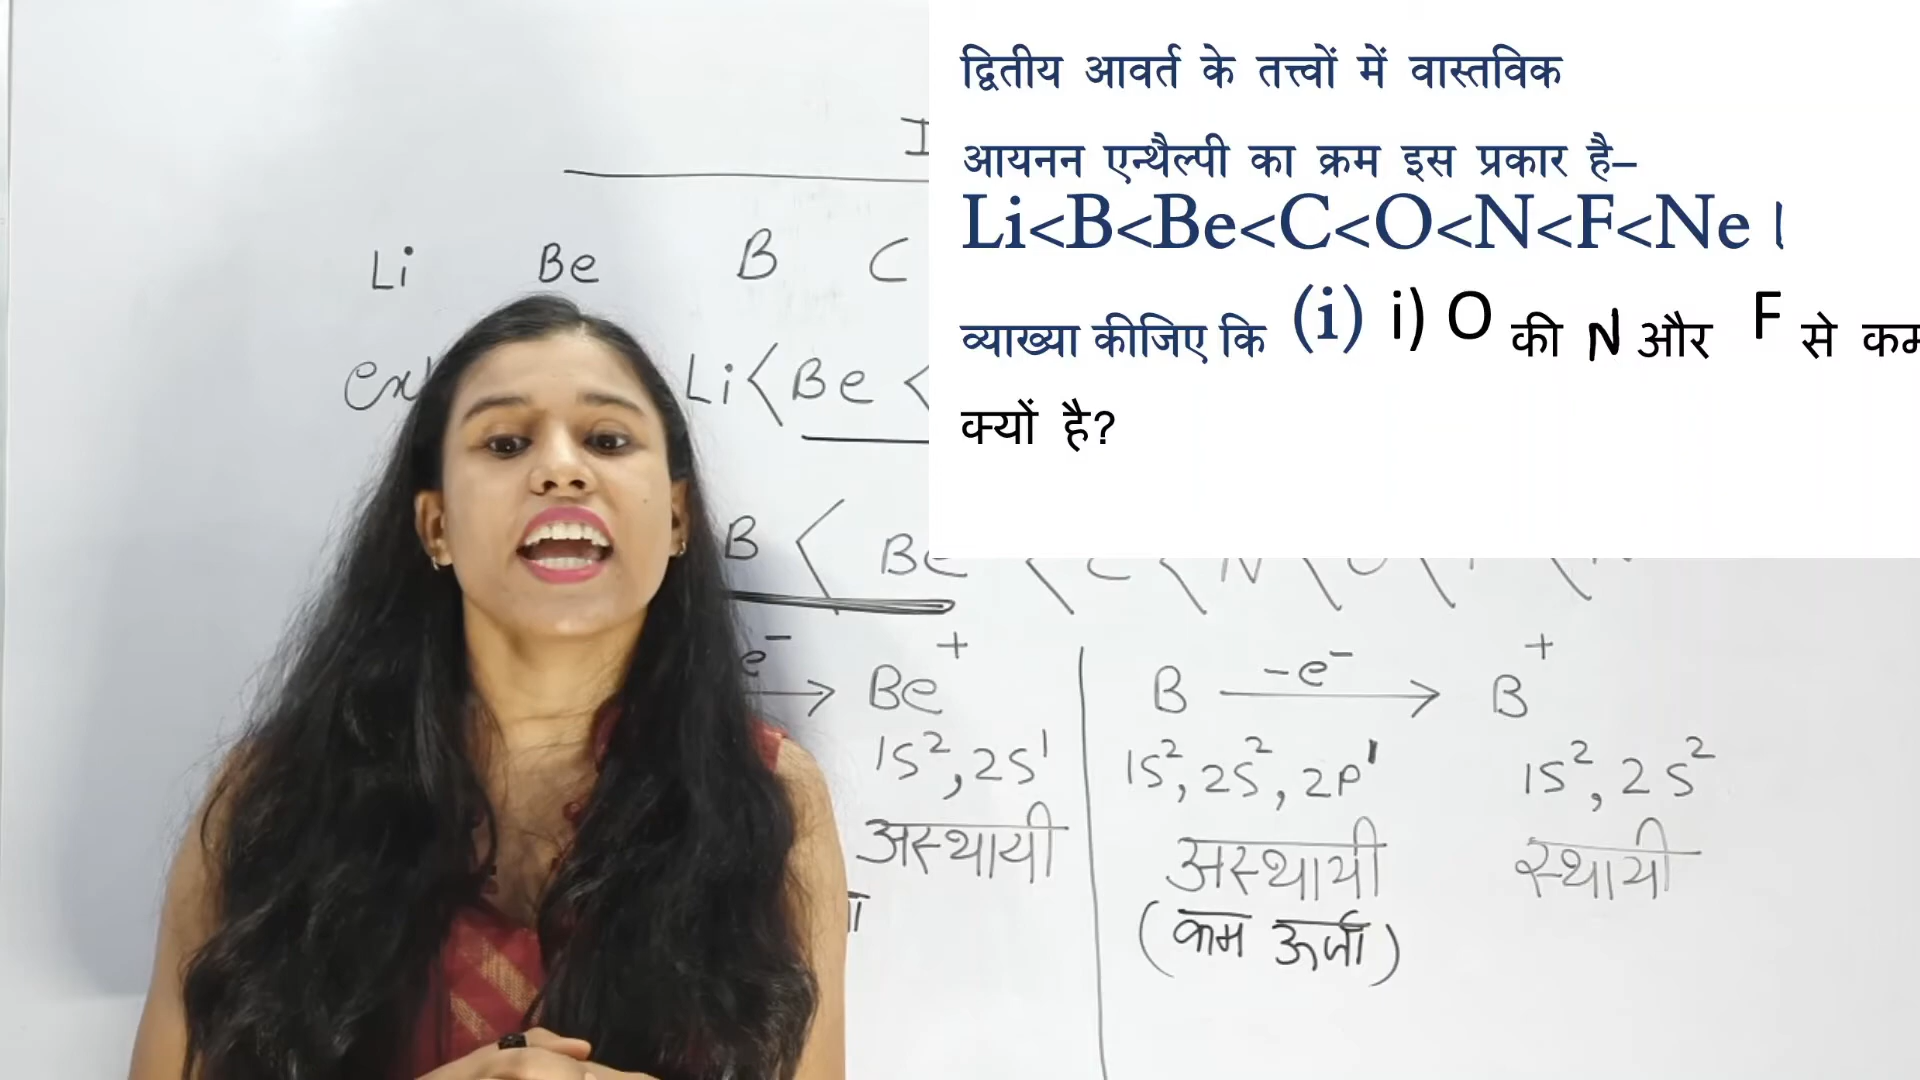 द्वितीय आवर्त के तत्त्वों में वास्तविक
आयनन एन्थैल्पी का क्रम इस प्रकार है–
Li<B<Be<C<O<N<F<Ne।
व्याख्या कीजिए कि (i) i) O की N और F से कम
क्यों है?
Li Be B C
Li < Be <
B < Be
e⁻ → Be⁺
1S², 2S¹
अस्थायी
B -e⁻ → B⁺
1S², 2S², 2P¹ 1S², 2S²
अस्थायी स्थायी
(कम ऊर्जा)